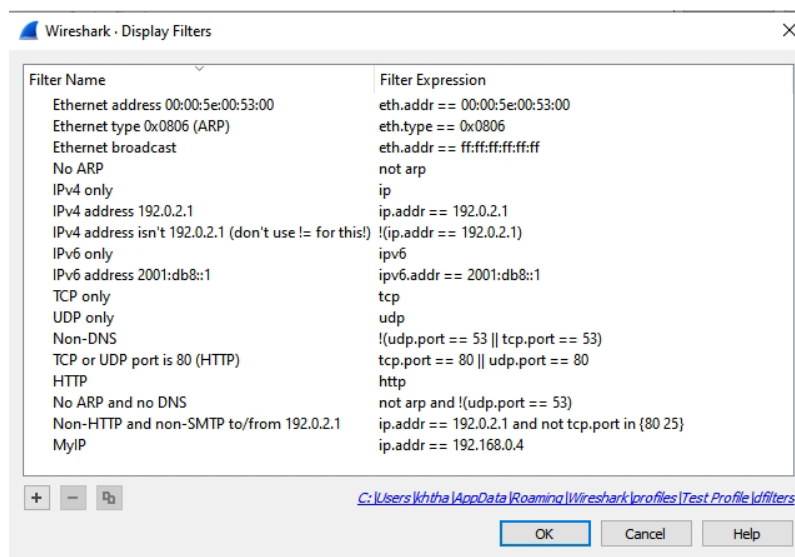 Wireshark · Display Filters
Filter Name Filter Expression
Ethernet address 00:00:5e:00:53:00 eth.addr == 00:00:5e:00:53:00
Ethernet type 0x0806 (ARP) eth.type == 0x0806
Ethernet broadcast eth.addr == ff:ff:ff:ff:ff:ff
No ARP not arp
IPv4 only ip
IPv4 address 192.0.2.1 ip.addr == 192.0.2.1
IPv4 address isn't 192.0.2.1 (don't use != for this!) !(ip.addr == 192.0.2.1)
IPv6 only ipv6
IPv6 address 2001:db8::1 ipv6.addr == 2001:db8::1
TCP only tcp
UDP only udp
Non-DNS !(udp.port == 53 || tcp.port == 53)
TCP or UDP port is 80 (HTTP) tcp.port == 80 || udp.port == 80
HTTP http
No ARP and no DNS not arp and !(udp.port == 53)
Non-HTTP and non-SMTP to/from 192.0.2.1 ip.addr == 192.0.2.1 and not tcp.port in {80 25}
MyIP ip.addr == 192.168.0.4
C:\Users\khtha\AppData\Roaming\Wireshark\profiles\Test Profile\dfilters
OK Cancel Help